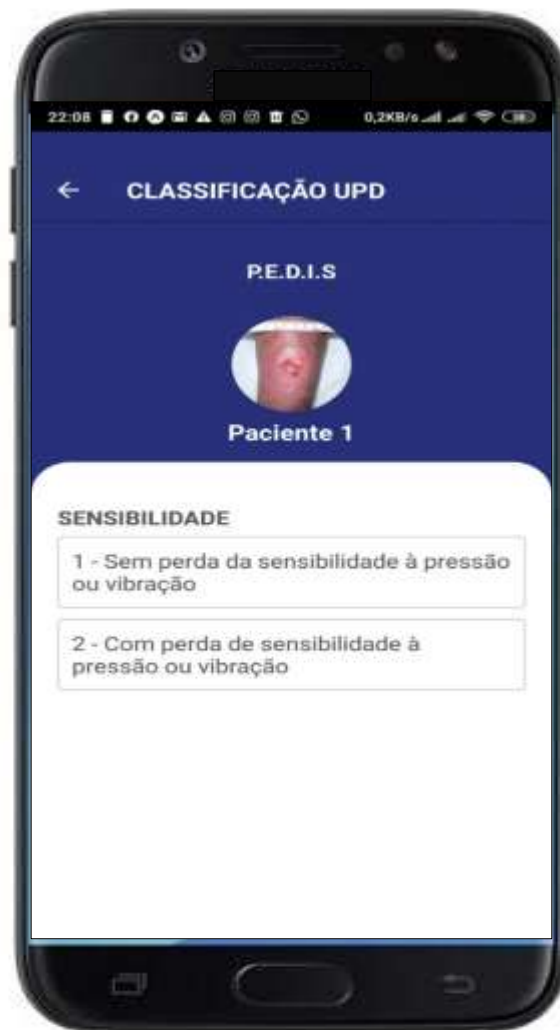 22:08 0,2KB/s
CLASSIFICAÇÃO UPD
P.E.D.I.S
Paciente 1
SENSIBILIDADE
1 - Sem perda da sensibilidade à pressão
ou vibração
2 - Com perda de sensibilidade à
pressão ou vibração